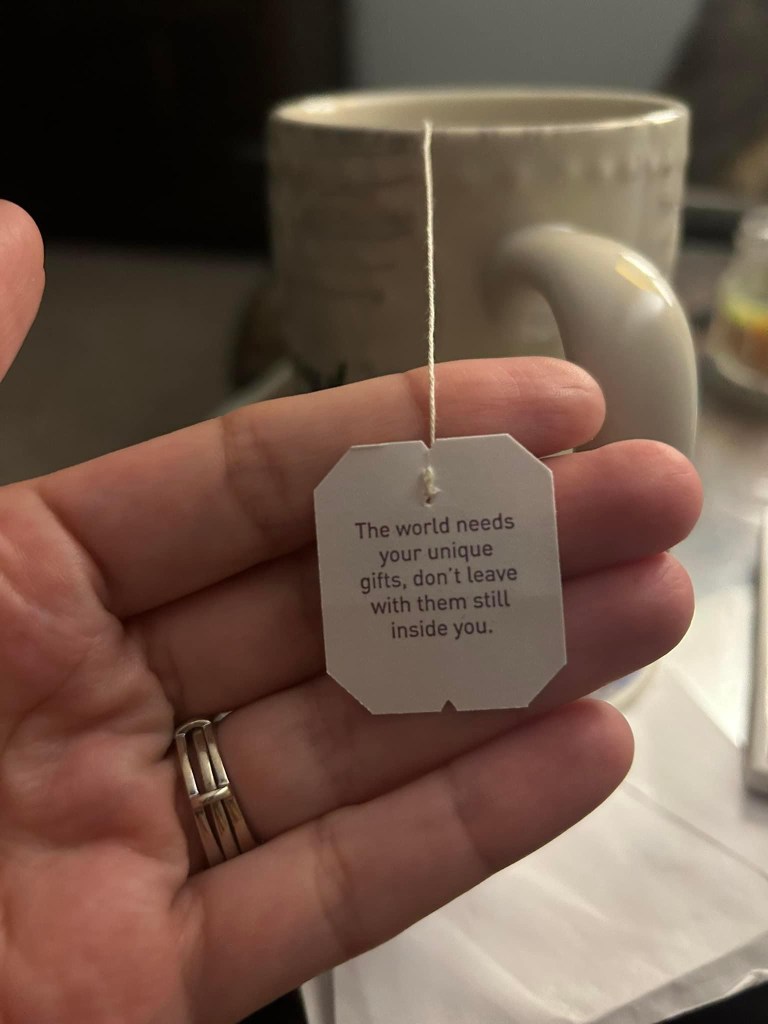 The world needs
your unique
gifts, don't leave
with them still
inside you.